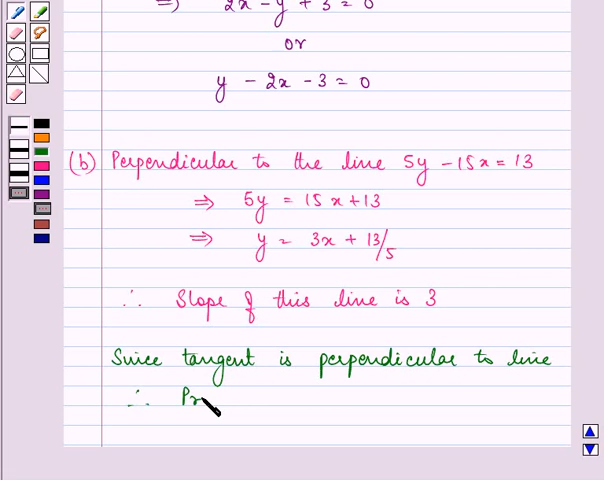 ⇒ 2x - y + 3 = 0
or
y - 2x - 3 = 0
(b) Perpendicular to the line 5y - 15x = 13
⇒ 5y = 15x + 13
⇒ y = 3x + 13/5
∴ Slope of this line is 3
Since tangent is perpendicular to line
∴ Pr